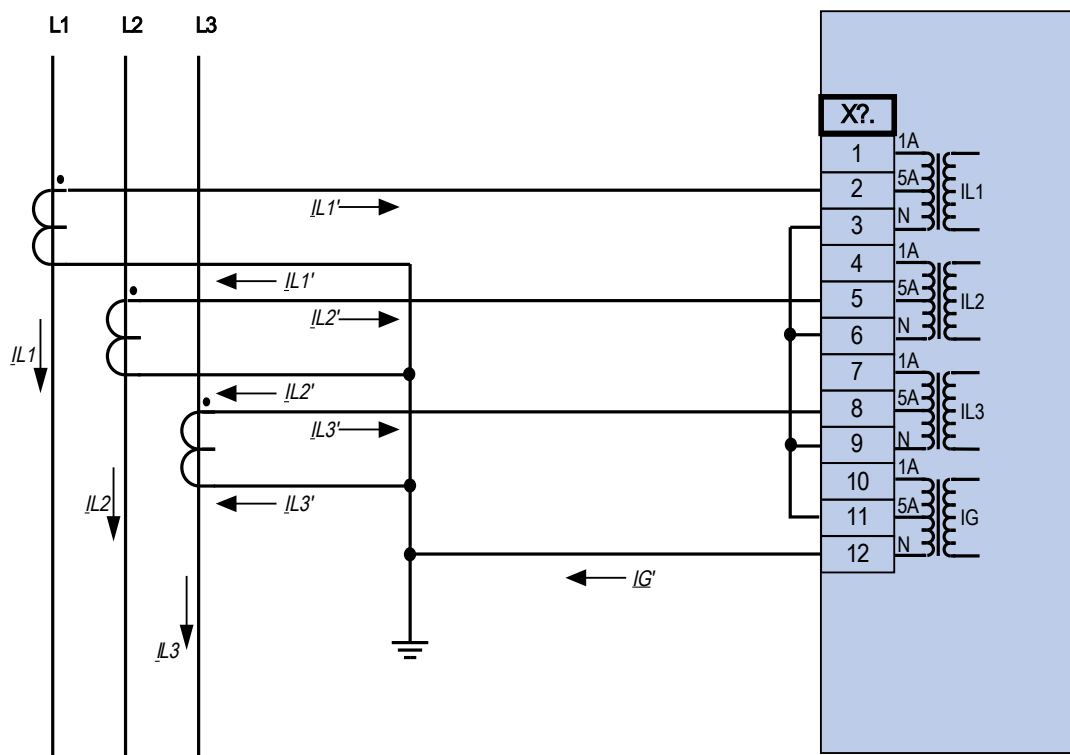 L1 L2 L3
X?.
1 1A
2 5A IL1
3 N
4 1A
5 5A IL2
6 N
7 1A
8 5A IL3
9 N
10 1A
11 5A IG
12 N
IL1'
IL1'
IL2'
IL1
IL2'
IL3'
IL2
IL3'
IG'
IL3